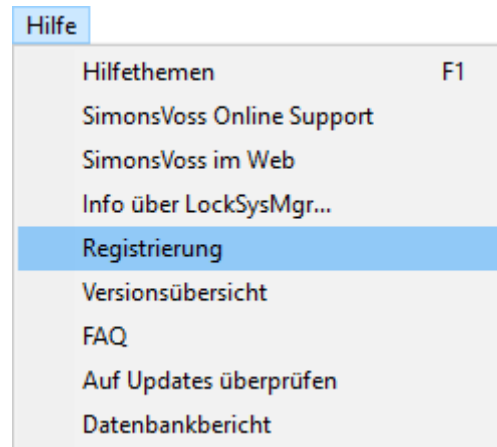 Hilfe
Hilfethemen F1
SimonsVoss Online Support
SimonsVoss im Web
Info über LockSysMgr...
Registrierung
Versionsübersicht
FAQ
Auf Updates überprüfen
Datenbankbericht